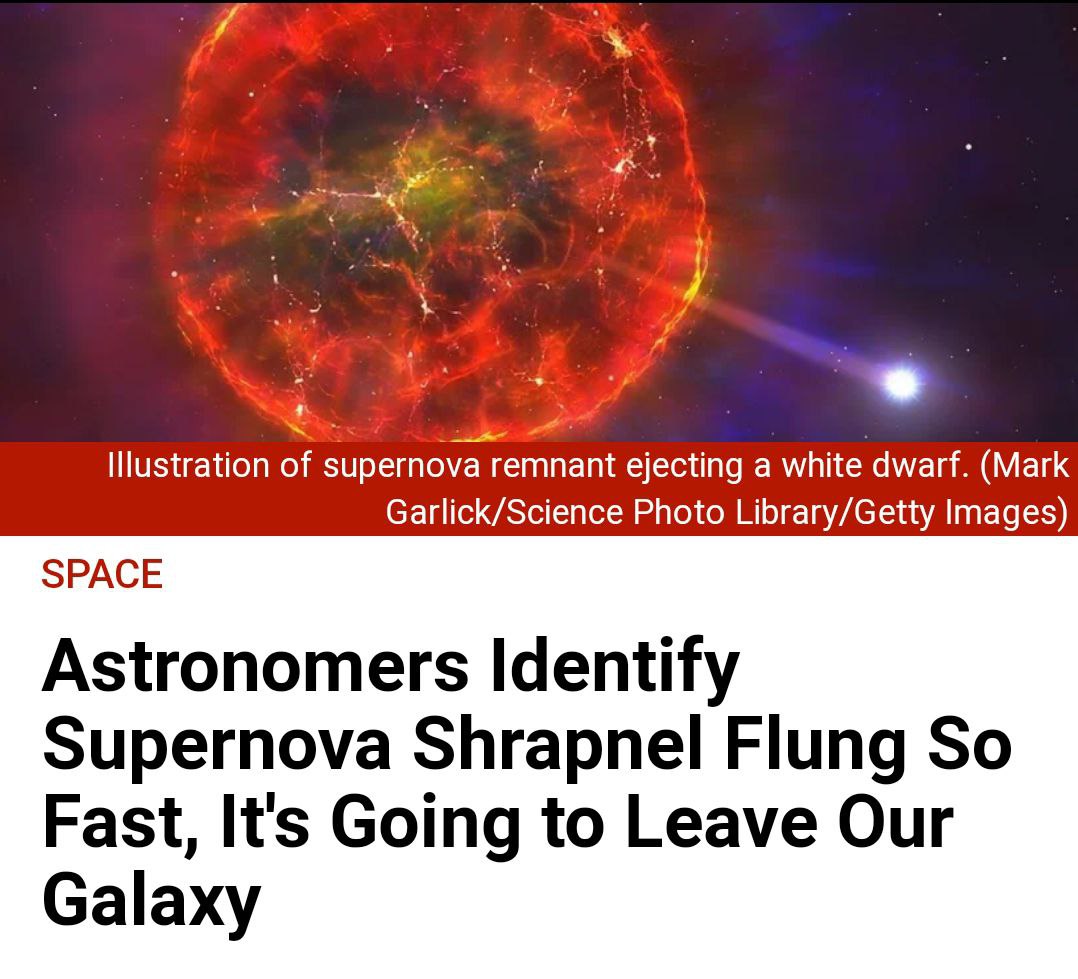 Illustration of supernova remnant ejecting a white dwarf. (Mark
Garlick/Science Photo Library/Getty Images)
SPACE
Astronomers Identify
Supernova Shrapnel Flung So
Fast, It's Going to Leave Our
Galaxy